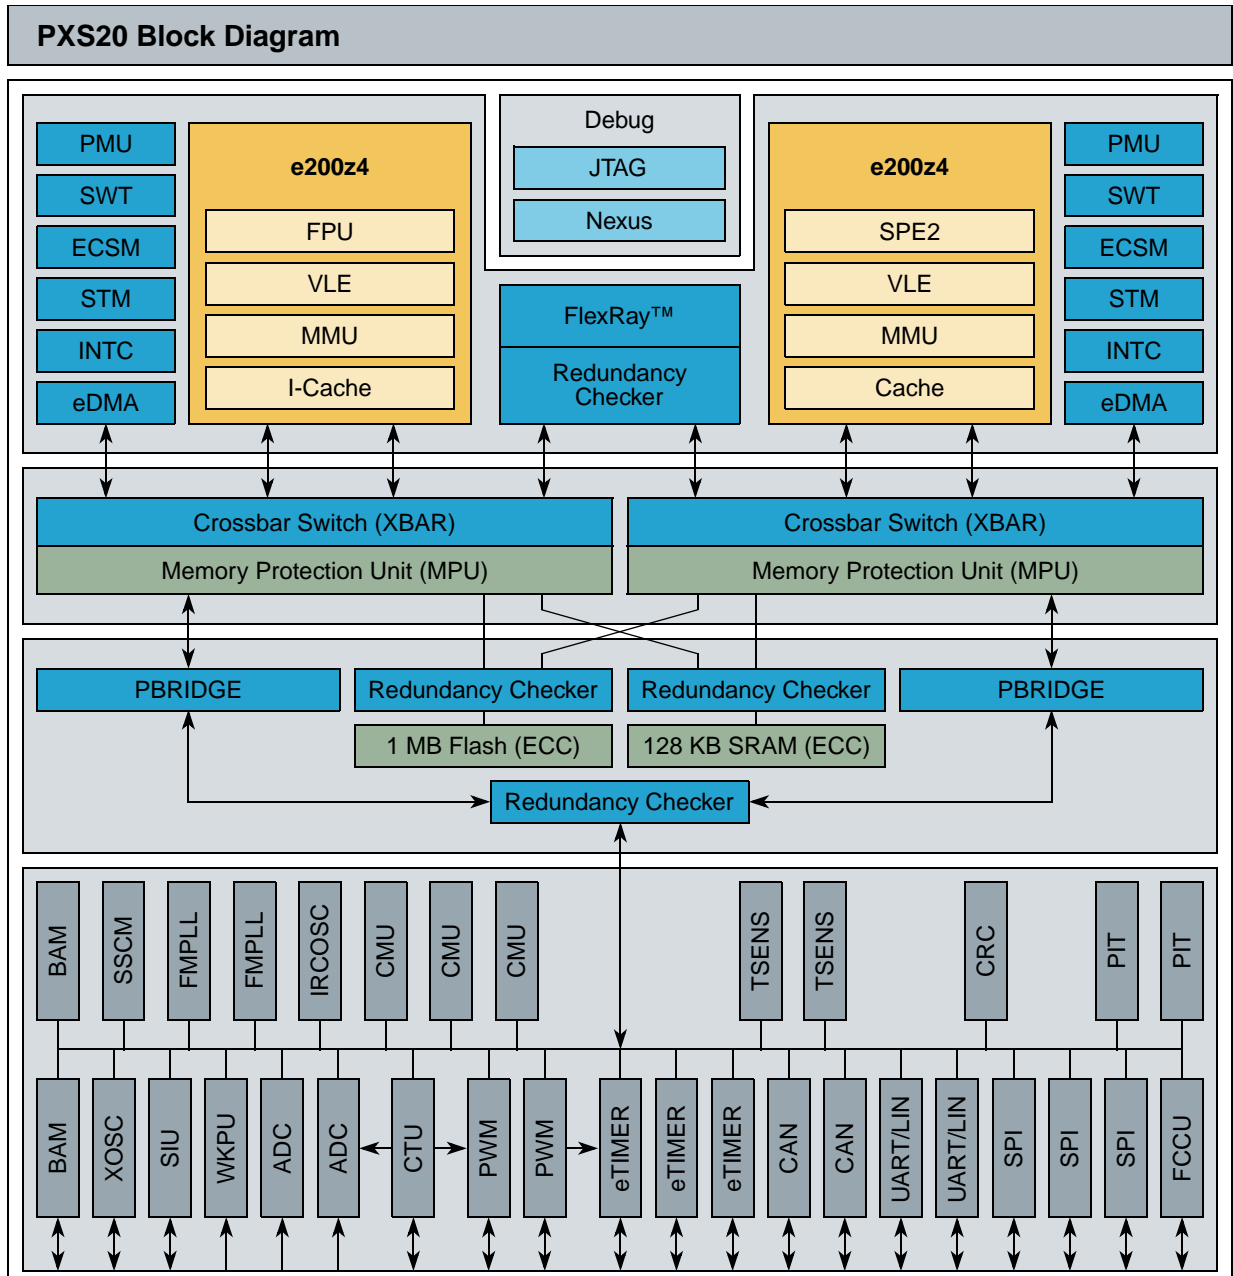 PXS20 Block Diagram
PMU
SWT
ECSM
STM
INTC
eDMA
e200z4
FPU
VLE
MMU
I-Cache
Debug
JTAG
Nexus
FlexRay™
Redundancy
Checker
e200z4
SPE2
VLE
MMU
Cache
PMU
SWT
ECSM
STM
INTC
eDMA
Crossbar Switch (XBAR)
Memory Protection Unit (MPU)
Crossbar Switch (XBAR)
Memory Protection Unit (MPU)
PBRIDGE
Redundancy Checker
Redundancy Checker
PBRIDGE
1 MB Flash (ECC)
128 KB SRAM (ECC)
Redundancy Checker
BAM
SSCM
FMPLL
FMPLL
IRCOSC
CMU
CMU
CMU
TSENS
TSENS
CRC
PIT
PIT
BAM
XOSC
SIU
WKPU
ADC
ADC
CTU
PWM
PWM
eTIMER
eTIMER
eTIMER
CAN
CAN
UART/LIN
UART/LIN
SPI
SPI
SPI
FCCU